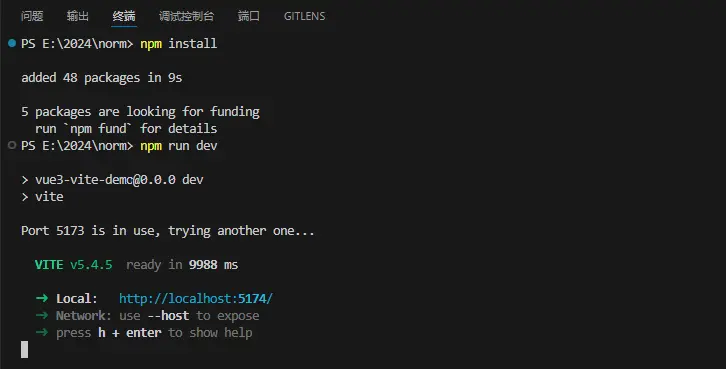 问题 输出 终端 调试控制台 端口 GITLENS
PS E:\2024\norm> npm install
added 48 packages in 9s
5 packages are looking for funding
run `npm fund` for details
PS E:\2024\norm> npm run dev
> vue3-vite-demo@0.0.0 dev
> vite
Port 5173 is in use, trying another one...
VITE v5.4.5 ready in 9988 ms
➜ Local: http://localhost:5174/
➜ Network: use --host to expose
➜ press h + enter to show help